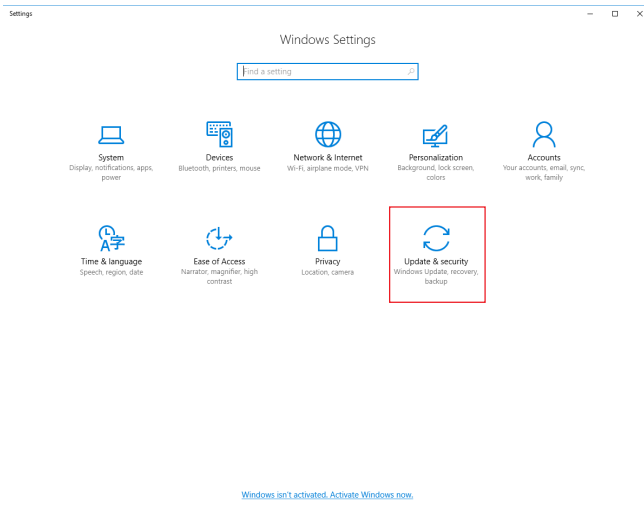 Settings
Windows Settings
Find a setting
System
Display, notifications, apps,
power
Devices
Bluetooth, printers, mouse
Network & Internet
Wi-Fi, airplane mode, VPN
Personalization
Background, lock screen,
colors
Accounts
Your accounts, email, sync,
work, family
A字
Time & language
Speech, region, date
Ease of Access
Narrator, magnifier, high
contrast
Privacy
Location, camera
Update & security
Windows Update, recovery,
backup
Windows isn't activated. Activate Windows now.